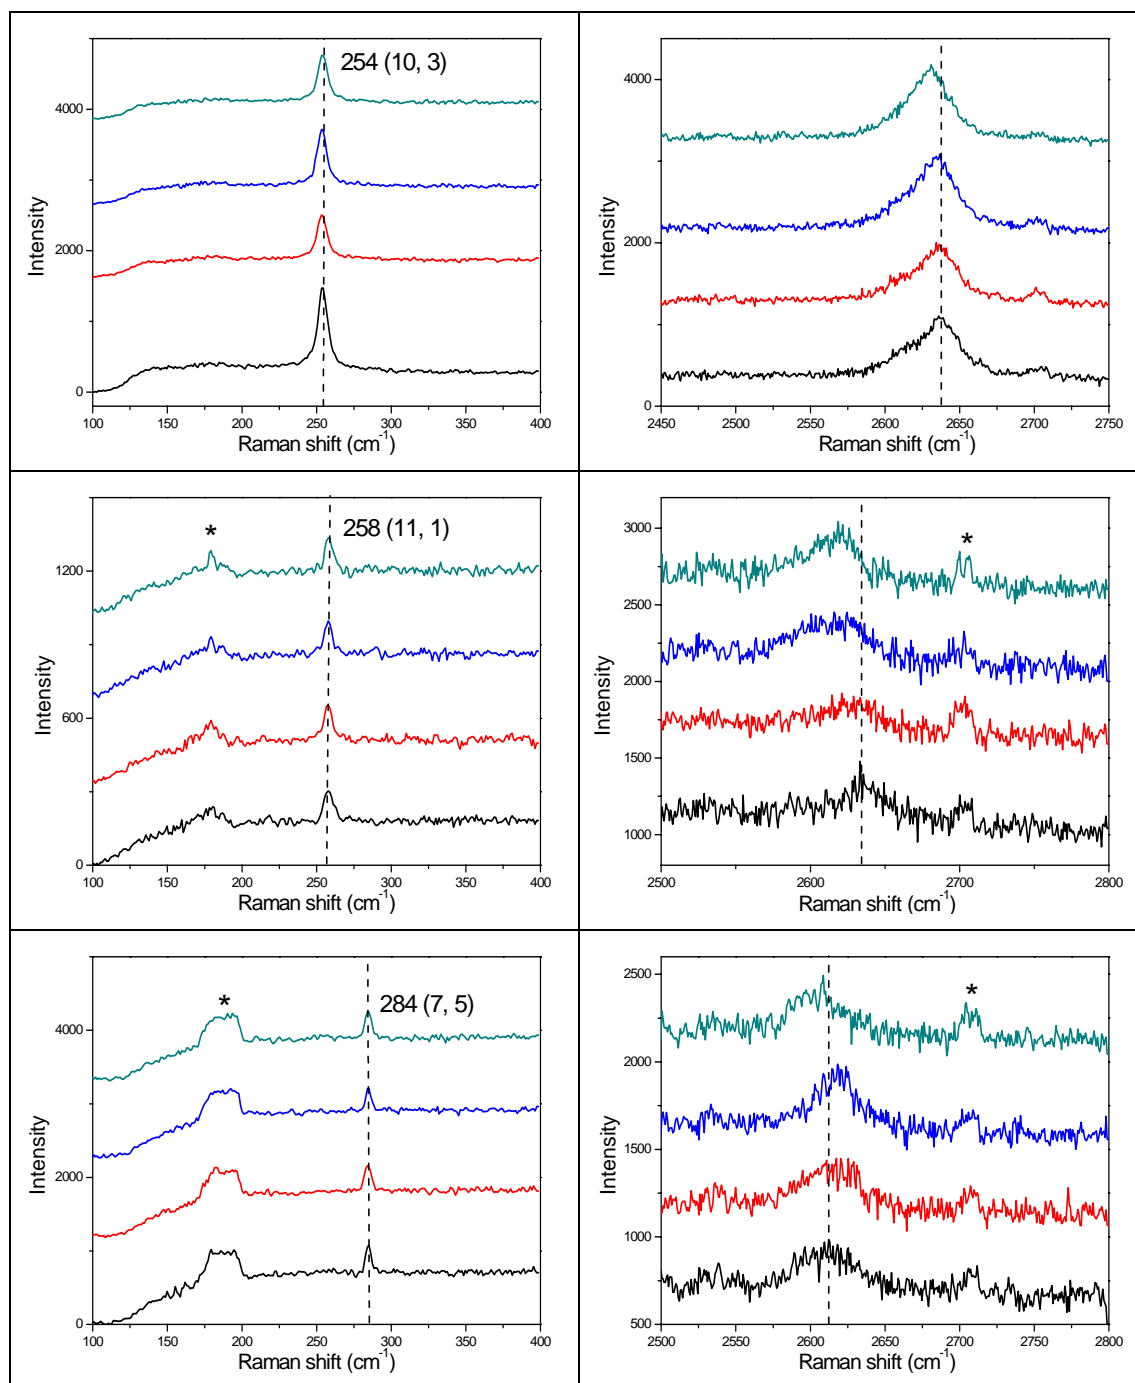 254 (10, 3)
4000
2000
0
Intensity
100 150 200 250 300 350 400
Raman shift (cm⁻¹)
4000
2000
0
Intensity
2450 2500 2550 2600 2650 2700 2750
Raman shift (cm⁻¹)
* 258 (11, 1)
1200
600
0
Intensity
100 150 200 250 300 350 400
Raman shift (cm⁻¹)
*
3000
2500
2000
1500
1000
Intensity
2500 2600 2700 2800
Raman shift (cm⁻¹)
* 284 (7, 5)
4000
2000
0
Intensity
100 150 200 250 300 350 400
Raman shift (cm⁻¹)
*
2500
2000
1500
1000
500
Intensity
2500 2550 2600 2650 2700 2750 2800
Raman shift (cm⁻¹)